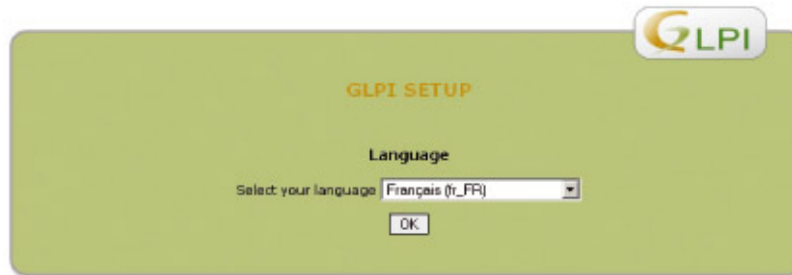 GLPI
GLPI SETUP
Language
Select your language Français (fr_FR)
OK